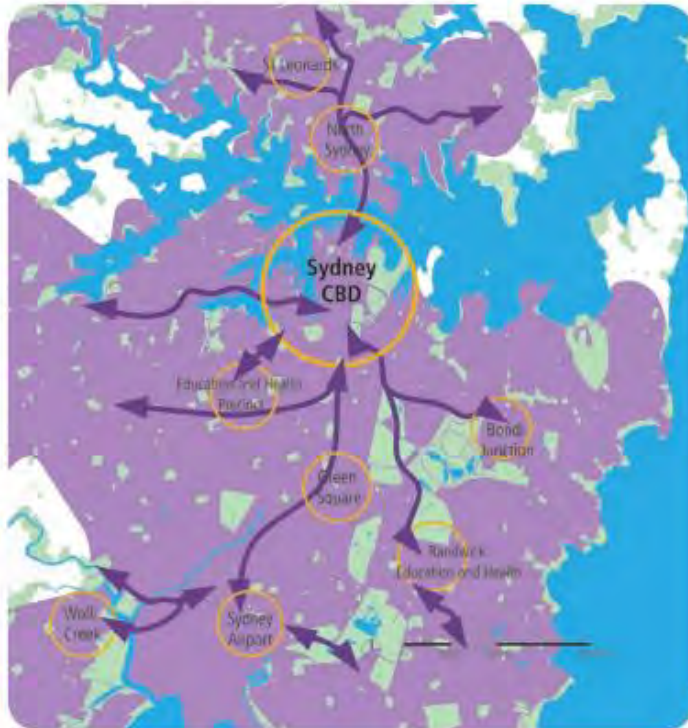 St Leonards
North
Sydney
Sydney
CBD
Education and Health
Precinct
Bondi
Junction
Green
Square
Randwick
Education and Health
Wolli
Creek
Sydney
Airport